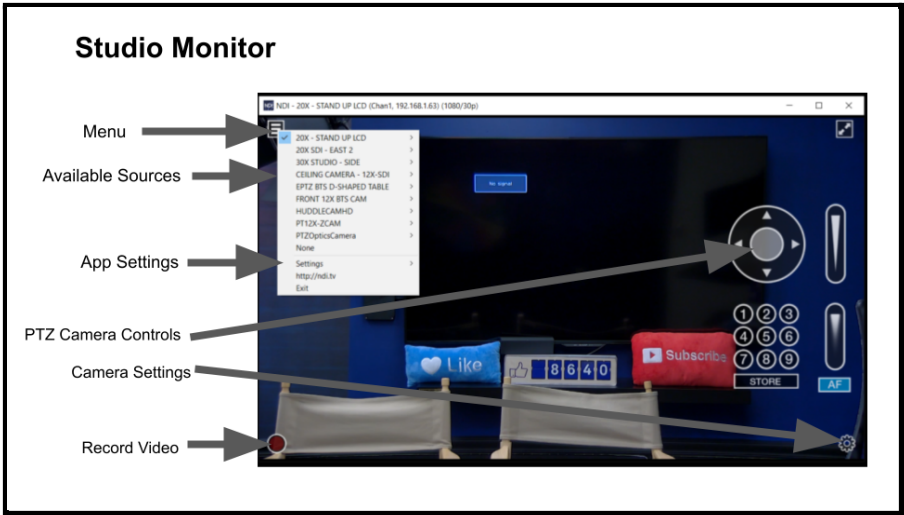 Studio Monitor
NDI NDI - 20X - STAND UP LCD (Chan1, 192.168.1.63) (1080/30p)
Menu
Available Sources
App Settings
PTZ Camera Controls
Camera Settings
Record Video
20X - STAND UP LCD
20X SDI - EAST 2
30X STUDIO - SIDE
CEILING CAMERA - 12X-SDI
EPTZ BTS D-SHAPED TABLE
FRONT 12X BTS CAM
HUDDLECAMHD
PT12X-ZCAM
PTZOpticsCamera
None
Settings
http://ndi.tv
Exit
No signal
1 2 3
4 5 6
7 8 9
STORE
AF
Like
8640
Subscribe